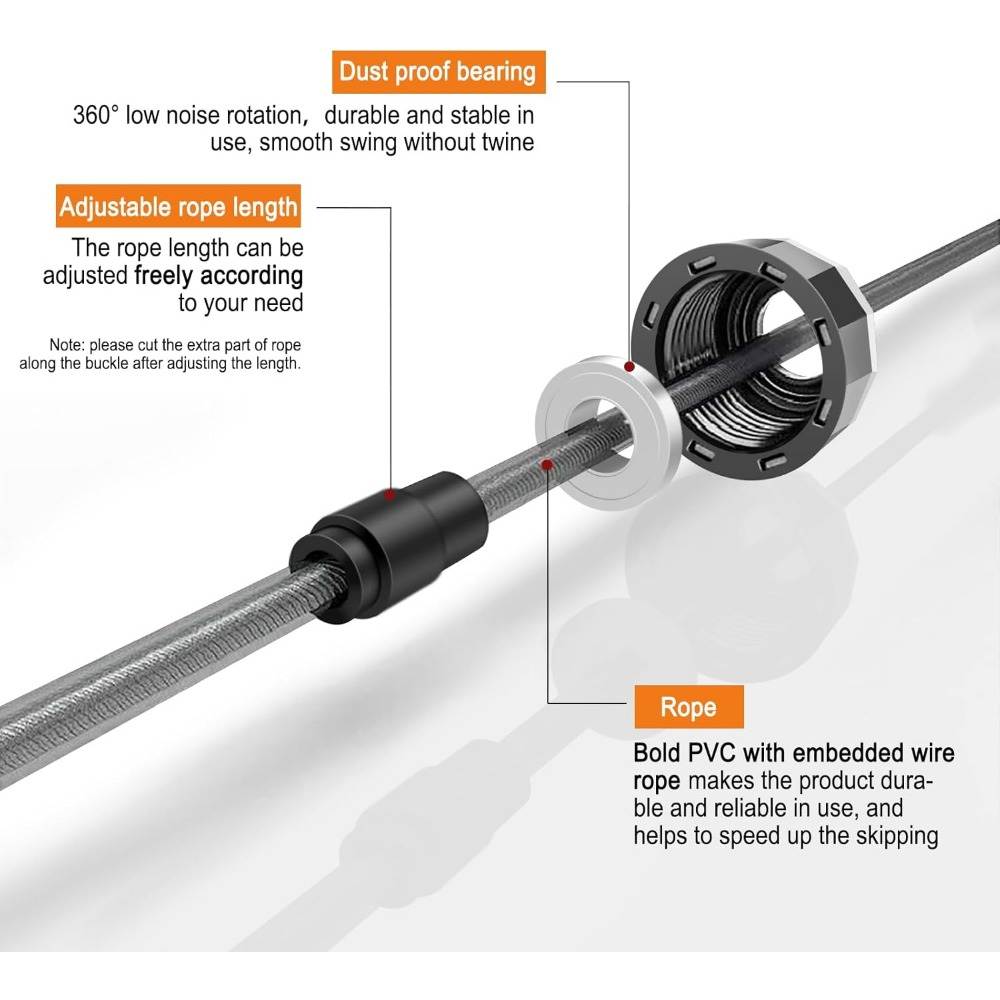 Dust proof bearing
360° low noise rotation，durable and stable in
use, smooth swing without twine
Adjustable rope length
The rope length can be
adjusted freely according
to your need
Note: please cut the extra part of rope
along the buckle after adjusting the length.
Rope
Bold PVC with embedded wire
rope makes the product dura-
ble and reliable in use, and
helps to speed up the skipping